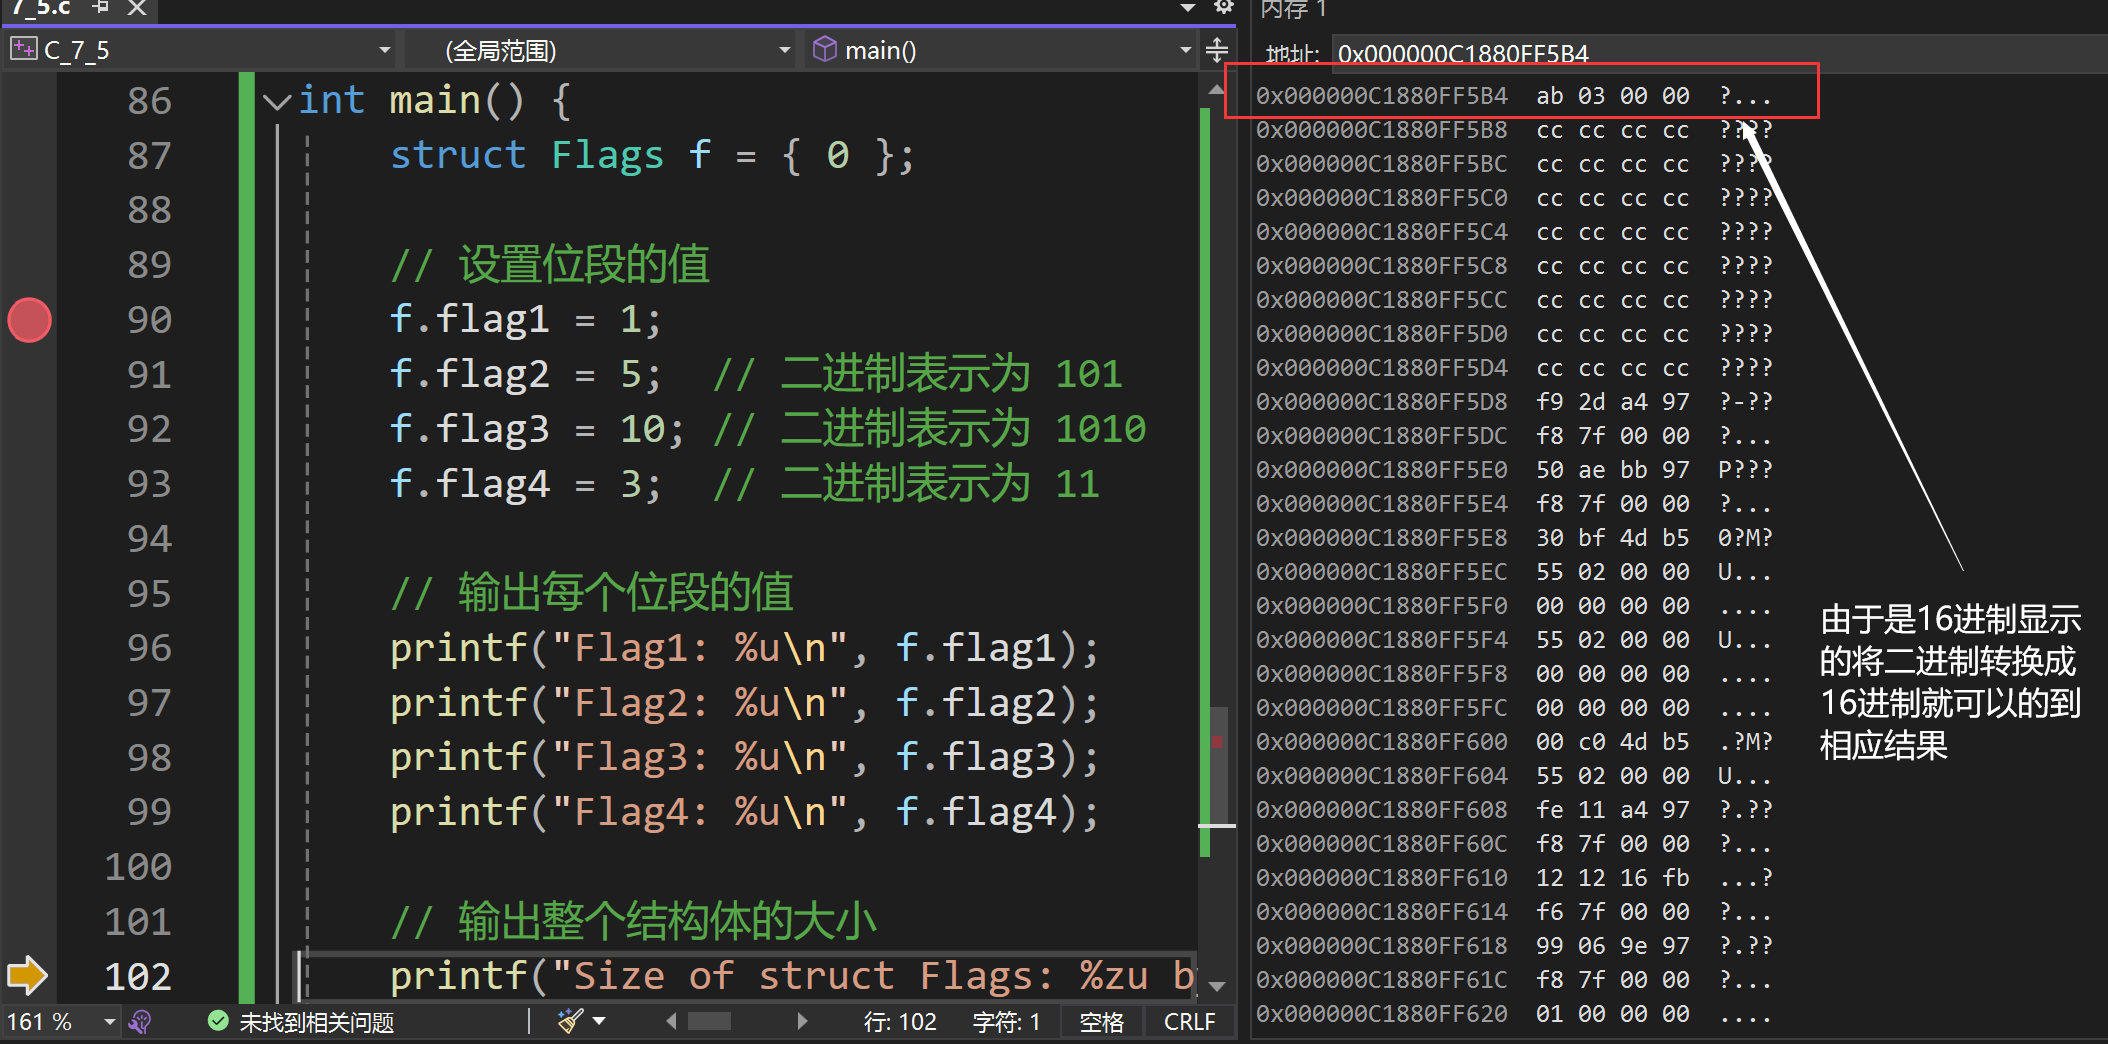 7_5.c
C_7_5 (全局范围) main()
86 int main() {
87 struct Flags f = { 0 };
88
89 // 设置位段的值
90 f.flag1 = 1;
91 f.flag2 = 5; // 二进制表示为 101
92 f.flag3 = 10; // 二进制表示为 1010
93 f.flag4 = 3; // 二进制表示为 11
94
95 // 输出每个位段的值
96 printf("Flag1: %u\n", f.flag1);
97 printf("Flag2: %u\n", f.flag2);
98 printf("Flag3: %u\n", f.flag3);
99 printf("Flag4: %u\n", f.flag4);
100
101 // 输出整个结构体的大小
102 printf("Size of struct Flags: %zu b
161 % 未找到相关问题 行: 102 字符: 1 空格 CRLF
内存 1
地址: 0x000000C1880FF5B4
0x000000C1880FF5B4 ab 03 00 00 ?...
0x000000C1880FF5B8 cc cc cc cc ????
0x000000C1880FF5BC cc cc cc cc ????
0x000000C1880FF5C0 cc cc cc cc ????
0x000000C1880FF5C4 cc cc cc cc ????
0x000000C1880FF5C8 cc cc cc cc ????
0x000000C1880FF5CC cc cc cc cc ????
0x000000C1880FF5D0 cc cc cc cc ????
0x000000C1880FF5D4 cc cc cc cc ????
0x000000C1880FF5D8 f9 2d a4 97 ?-??
0x000000C1880FF5DC f8 7f 00 00 ?...
0x000000C1880FF5E0 50 ae bb 97 P???
0x000000C1880FF5E4 f8 7f 00 00 ?...
0x000000C1880FF5E8 30 bf 4d b5 0?M?
0x000000C1880FF5EC 55 02 00 00 U...
0x000000C1880FF5F0 00 00 00 00 ....
0x000000C1880FF5F4 55 02 00 00 U...
0x000000C1880FF5F8 00 00 00 00 ....
0x000000C1880FF5FC 00 00 00 00 ....
0x000000C1880FF600 00 c0 4d b5 .?M?
0x000000C1880FF604 55 02 00 00 U...
0x000000C1880FF608 fe 11 a4 97 ?.??
0x000000C1880FF60C f8 7f 00 00 ?...
0x000000C1880FF610 12 12 16 fb ...?
0x000000C1880FF614 f6 7f 00 00 ?...
0x000000C1880FF618 99 06 9e 97 ?.??
0x000000C1880FF61C f8 7f 00 00 ?...
0x000000C1880FF620 01 00 00 00 ....
由于是16进制显示
的将二进制转换成
16进制就可以的到
相应结果